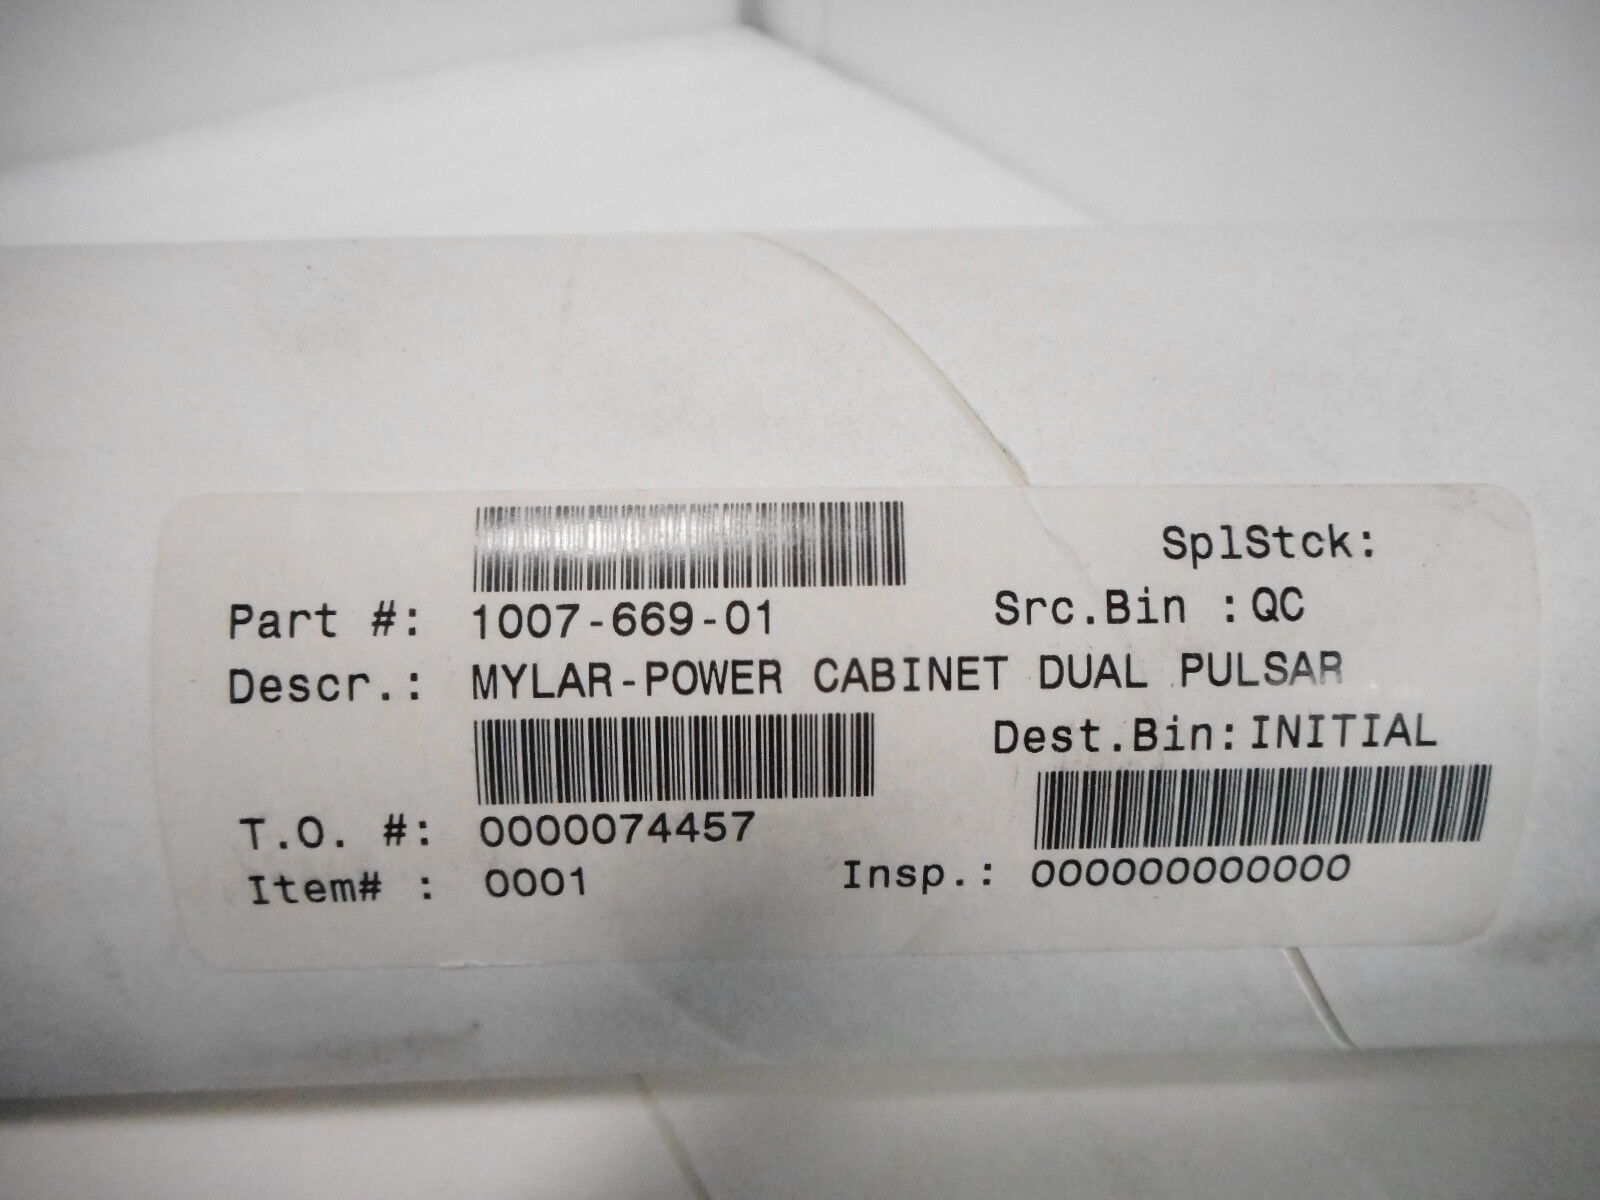 SplStck:
Part #: 1007-669-01 Src.Bin :QC
Descr.: MYLAR-POWER CABINET DUAL PULSAR
Dest.Bin:INITIAL
T.O. #: 0000074457
Item# : 0001 Insp.: 000000000000